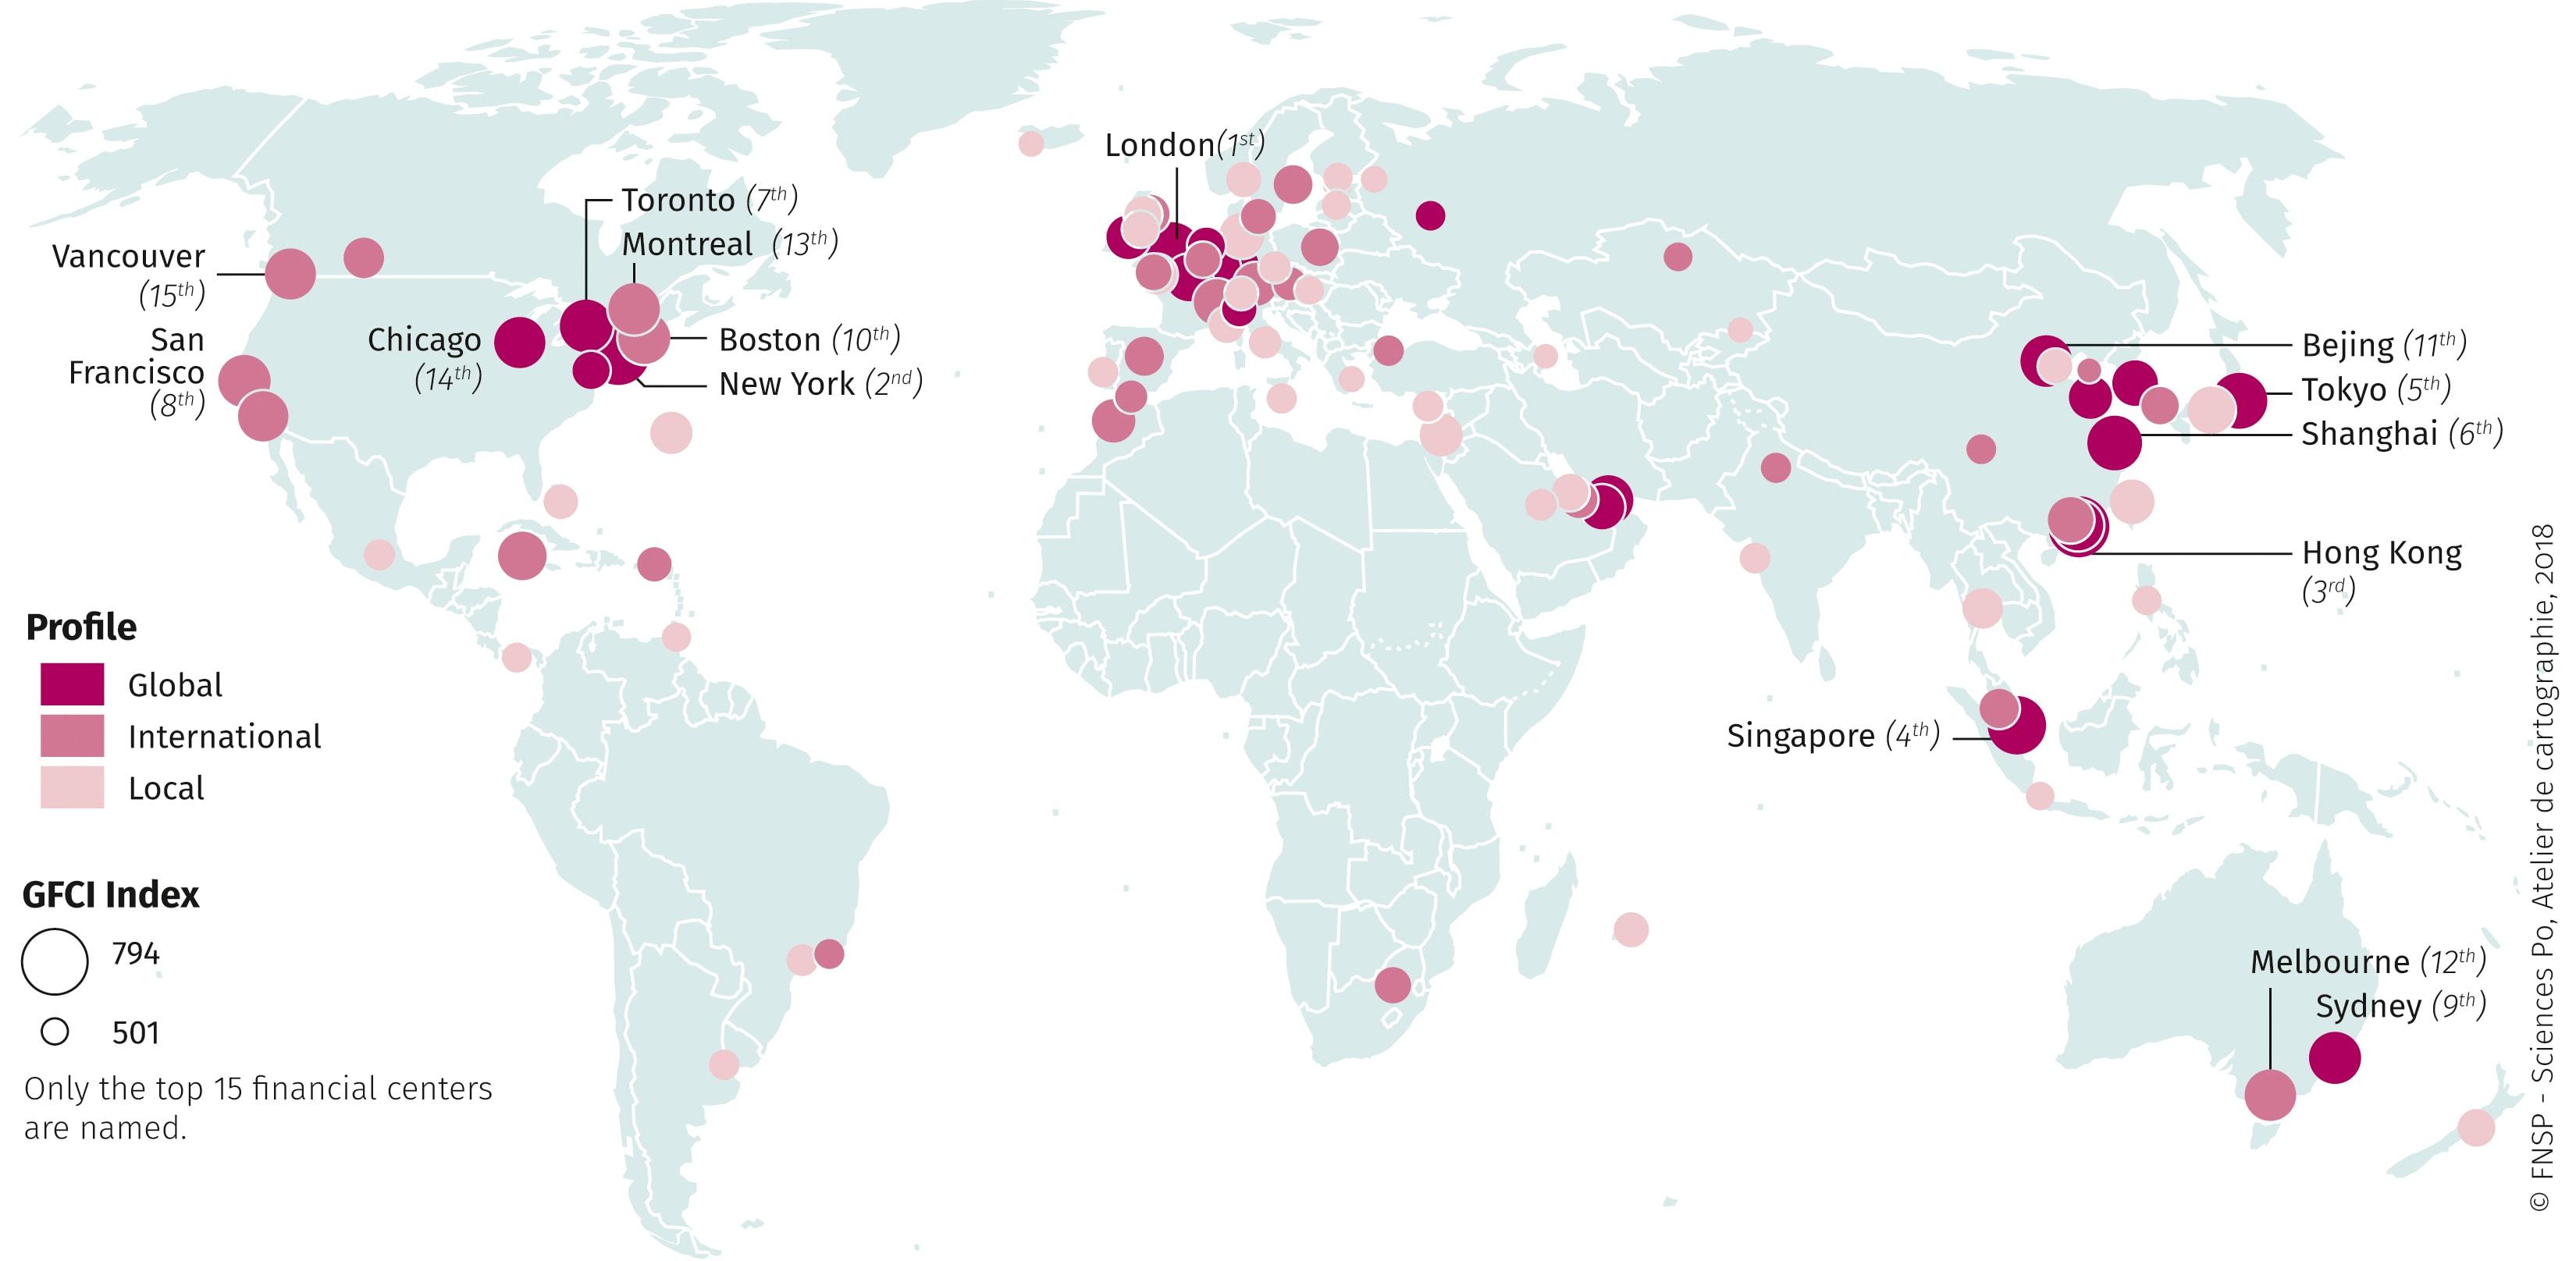 London(1st)
Toronto (7th)
Montreal (13th)
Vancouver
(15th)
San
Francisco
(8th)
Chicago
(14th)
Boston (10th)
New York (2nd)
Bejing (11th)
Tokyo (5th)
Shanghai (6th)
Hong Kong
(3rd)
Singapore (4th)
Melbourne (12th)
Sydney (9th)
Profile
Global
International
Local
GFCI Index
794
501
Only the top 15 financial centers
are named.
© FNSP - Sciences Po, Atelier de cartographie, 2018